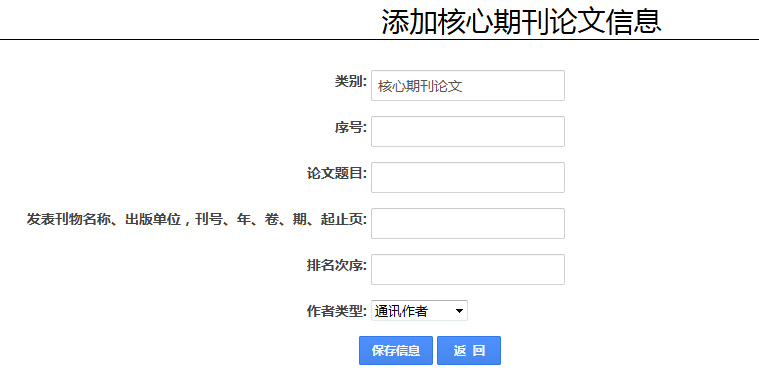 添加核心期刊论文信息
类别: 核心期刊论文
序号:
论文题目:
发表刊物名称、出版单位，刊号、年、卷、期、起止页:
排名次序:
作者类型: 通讯作者
保存信息 返 回